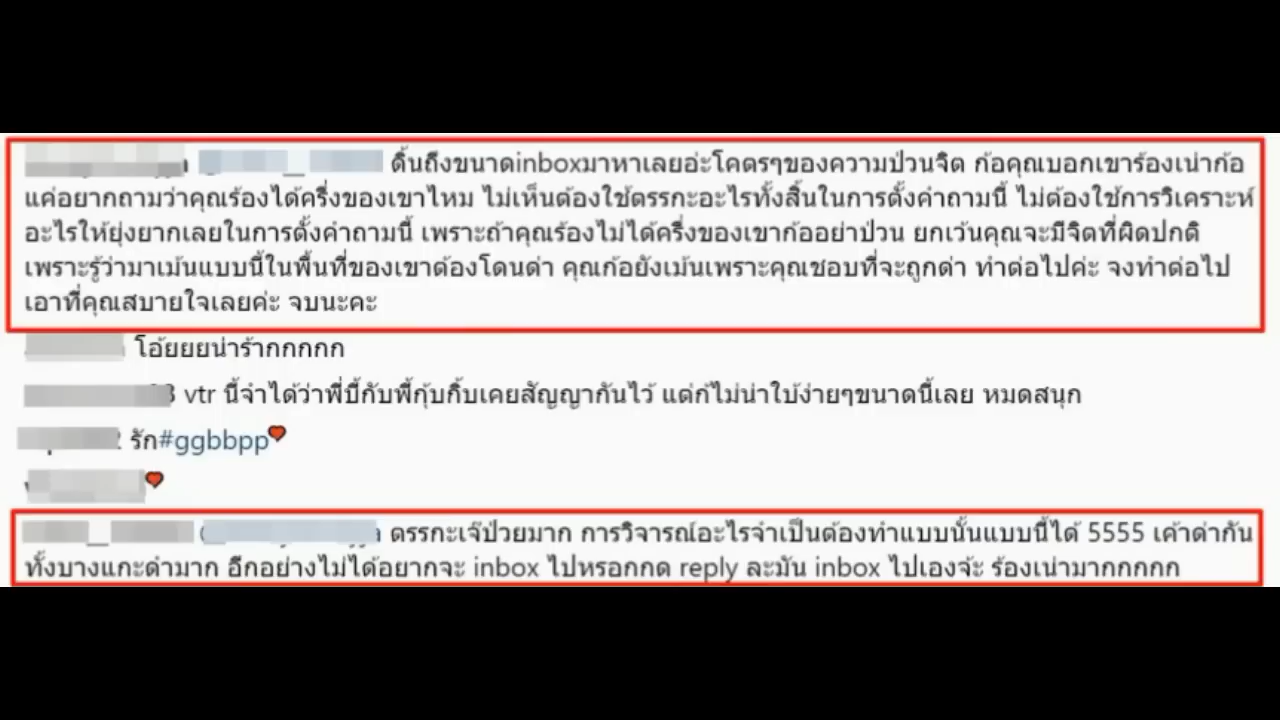 ดิ้นถึงขนาดinboxมาหาเลยอ่ะโคตรๆของความป่วนจิต ก้อคุณบอกเขาร้องเน่าก้อ
แค่อยากถามว่าคุณร้องได้ครึ่งของเขาไหม ไม่เห็นต้องใช้ตรรกะอะไรทั้งสิ้นในการตั้งคำถามนี้ ไม่ต้องใช้การวิเคราะห์
อะไรให้ยุ่งยากเลยในการตั้งคำถามนี้ เพราะถ้าคุณร้องไม่ได้ครึ่งของเขาก้ออย่าป่วน ยกเว้นคุณจะมีจิตที่ผิดปกติ
เพราะรู้ว่ามาเม้นแบบนี้ในพื้นที่ของเขาต้องโดนด่า คุณก้อยังเม้นเพราะคุณชอบที่จะถูกด่า ทำต่อไปค่ะ จงทำต่อไป
เอาที่คุณสบายใจเลยค่ะ จบนะคะ
โอ้ยยยน่าร้ากกกกก
vtr นี้จำได้ว่าพี่บี้กับพี้กุ้บกิ้บเคยสัญญากันไว้ แต่ก้ไม่น่าใบ้ง่ายๆขนาดนี้เลย หมดสนุก
รัก#ggbbpp❤
❤
ตรรกะเจ๊ป่วยมาก การวิจารณ์อะไรจำเป็นต้องทำแบบนั้นแบบนี้ได้ 5555 เค้าด่ากัน
ทั้งบางแกะดำมาก อีกอย่างไม่ได้อยากจะ inbox ไปหรอกกด reply ละมัน inbox ไปเองจ้ะ ร้องเน่ามากกกกก